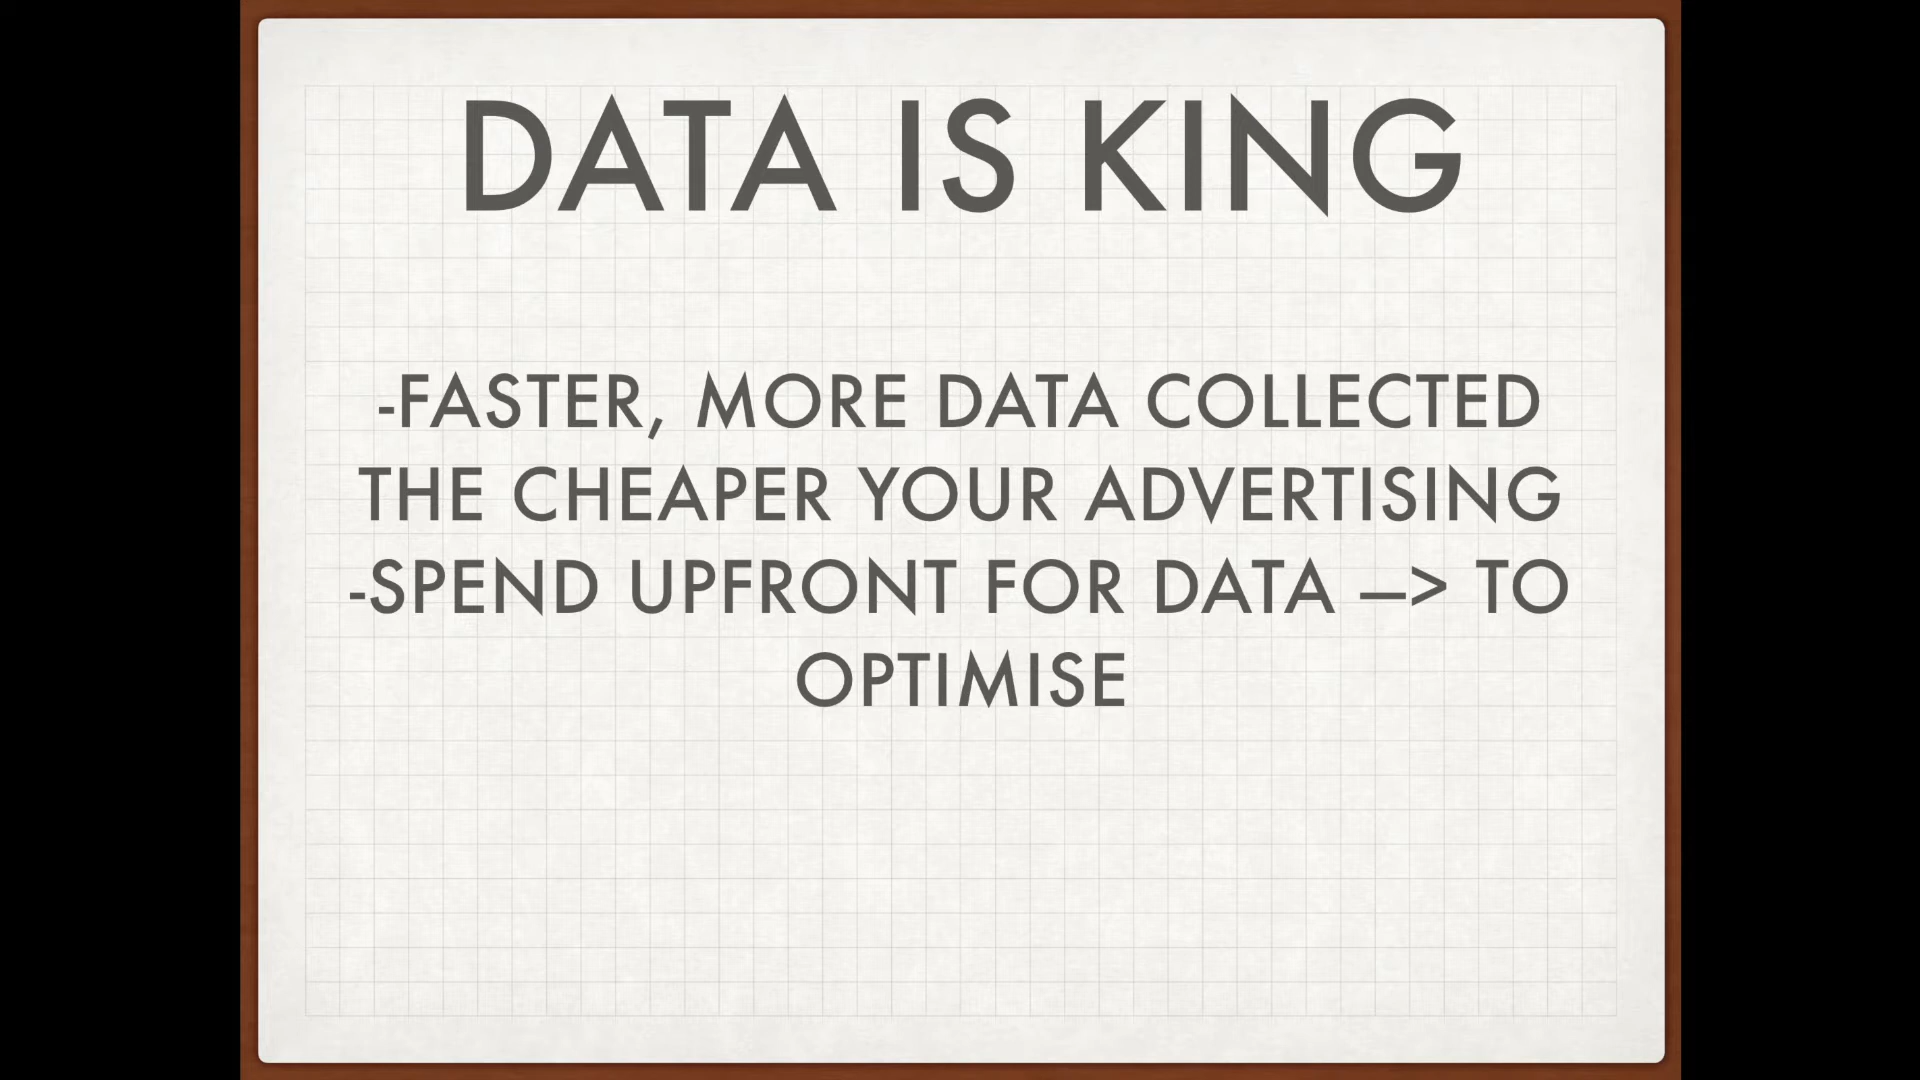 DATA IS KING
-FASTER, MORE DATA COLLECTED
THE CHEAPER YOUR ADVERTISING
-SPEND UPFRONT FOR DATA —> TO
OPTIMISE